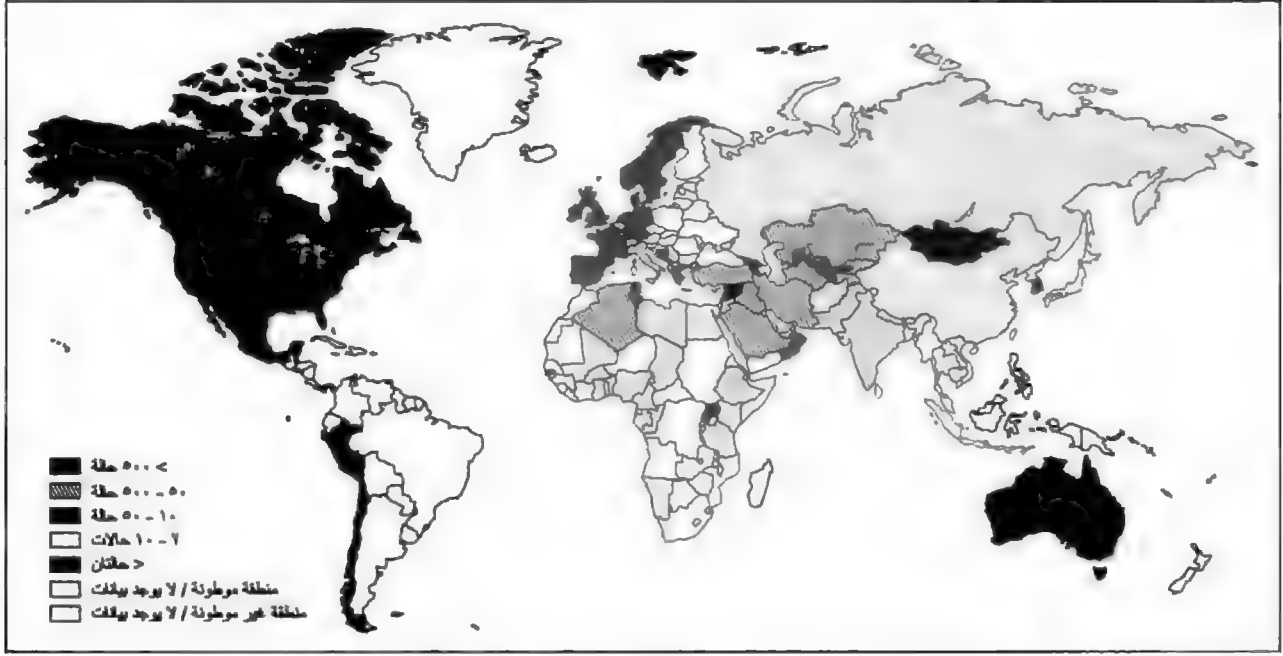 > ٥٠٠ حالة
٥٠ - ٥٠٠ حالة
١٠ - ٥٠ حالة
٢ - ١٠ حالات
< حالتان
منطقة موطونة / لا يوجد بيانات
منطقة غير موطونة / لا يوجد بيانات